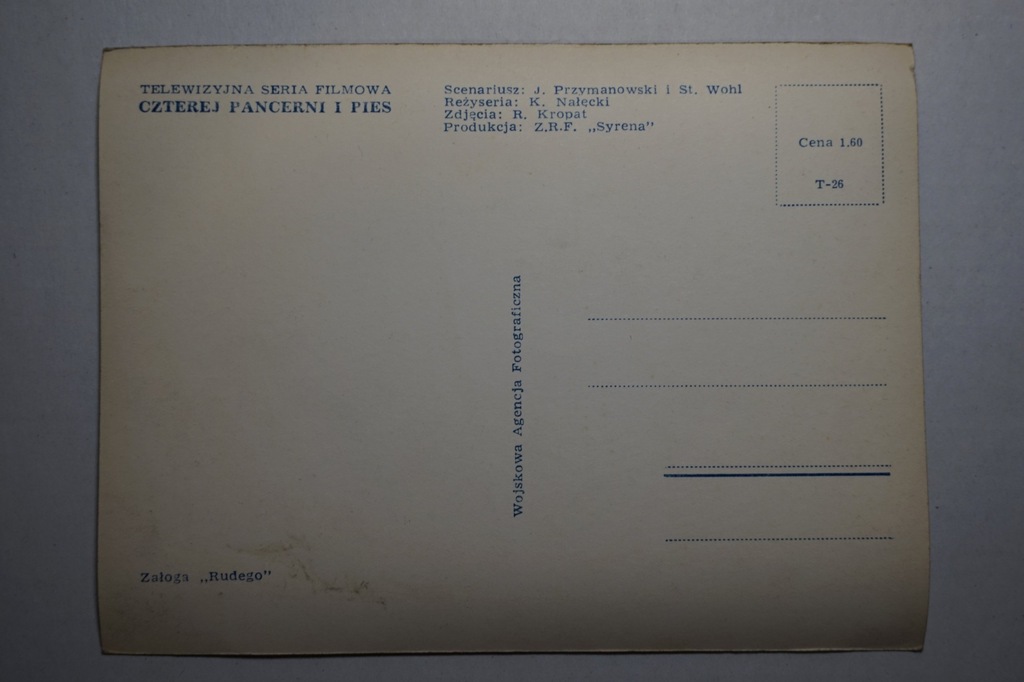 TELEWIZYJNA SERIA FILMOWA
CZTEREJ PANCERNI I PIES
Scenariusz: J. Przymanowski i St. Wohl
Reżyseria: K. Nałęcki
Zdjęcia: R. Kropat
Produkcja: Z.R.F. „Syrena”
Cena 1.60
T-26
Wojskowa Agencja Fotograficzna
Załoga „Rudego”